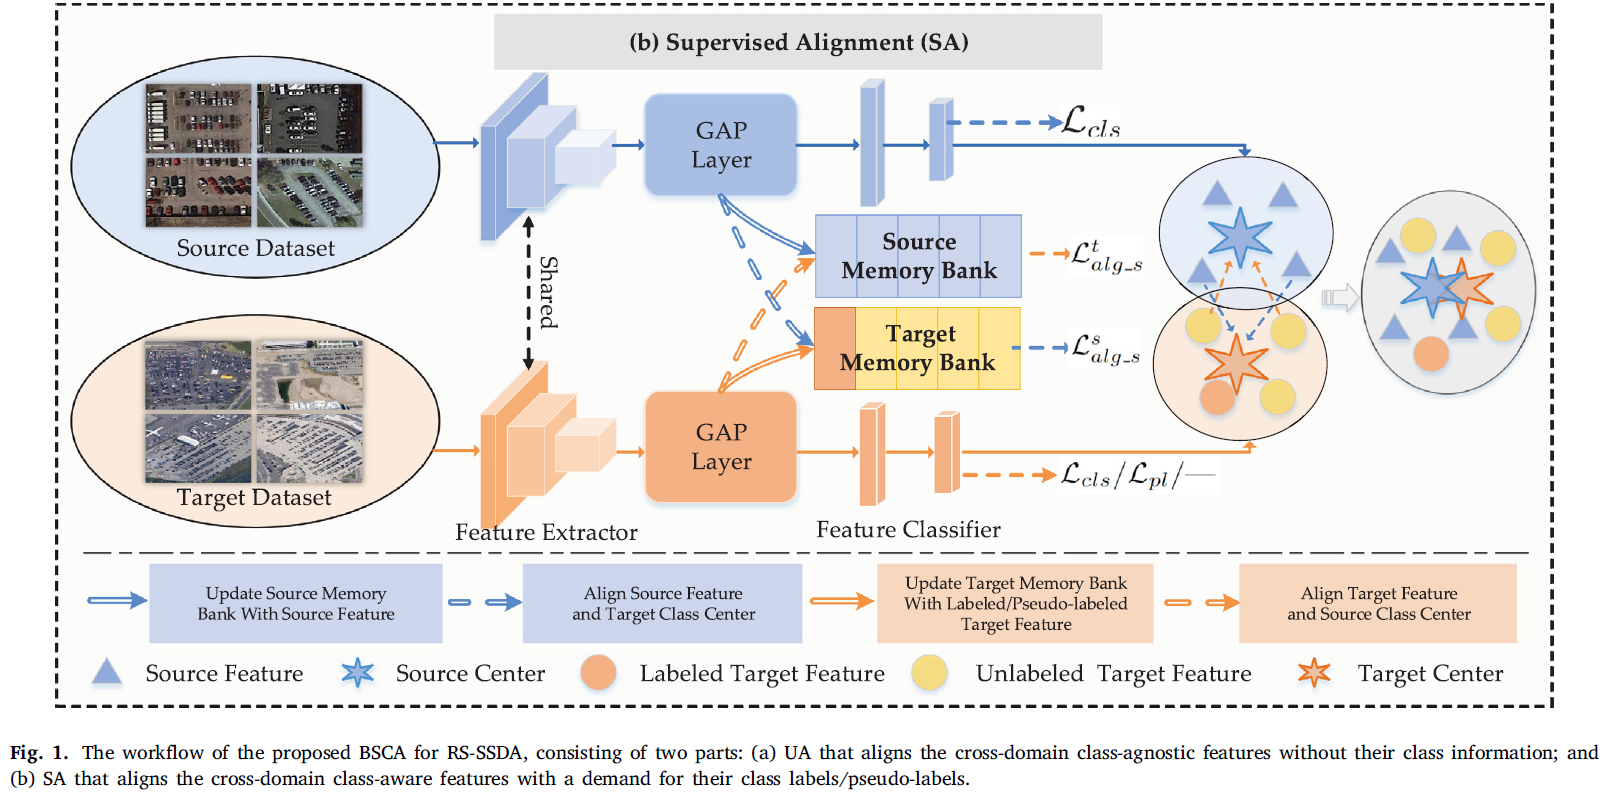 (b) Supervised Alignment (SA)
Source Dataset
GAP
Layer
ℒcls
Source
Memory Bank
ℒ^t_alg_s
Shared
Target
Memory Bank
ℒ^s_alg_s
Target Dataset
GAP
Layer
ℒcls/ℒpl/—
Feature Extractor
Feature Classifier
Update Source Memory
Bank With Source Feature
Align Source Feature
and Target Class Center
Update Target Memory Bank
With Labeled/Pseudo-labeled
Target Feature
Align Target Feature
and Source Class Center
Source Feature
Source Center
Labeled Target Feature
Unlabeled Target Feature
Target Center
Fig. 1. The workflow of the proposed BSCA for RS-SSDA, consisting of two parts: (a) UA that aligns the cross-domain class-agnostic features without their class information; and
(b) SA that aligns the cross-domain class-aware features with a demand for their class labels/pseudo-labels.